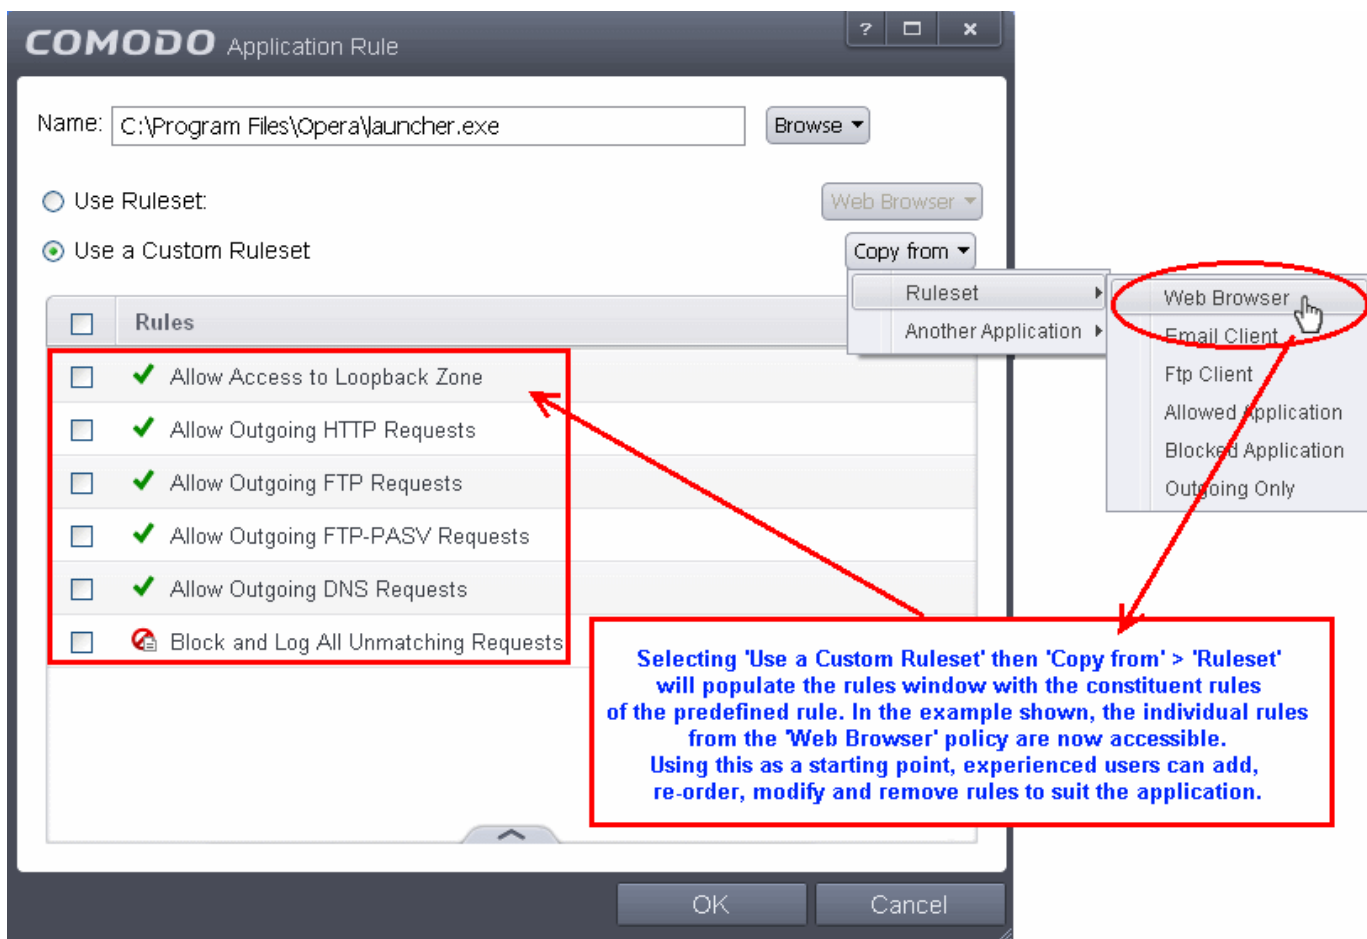 COMODO Application Rule
?
Name: C:\Program Files\Opera\launcher.exe Browse
Use Ruleset: Web Browser
Use a Custom Ruleset Copy from
Ruleset
Another Application
Web Browser
Email Client
Ftp Client
Allowed Application
Blocked Application
Outgoing Only
Rules
Allow Access to Loopback Zone
Allow Outgoing HTTP Requests
Allow Outgoing FTP Requests
Allow Outgoing FTP-PASV Requests
Allow Outgoing DNS Requests
Block and Log All Unmatching Requests
Selecting 'Use a Custom Ruleset' then 'Copy from' > 'Ruleset'
will populate the rules window with the constituent rules
of the predefined rule. In the example shown, the individual rules
from the 'Web Browser' policy are now accessible.
Using this as a starting point, experienced users can add,
re-order, modify and remove rules to suit the application.
OK Cancel